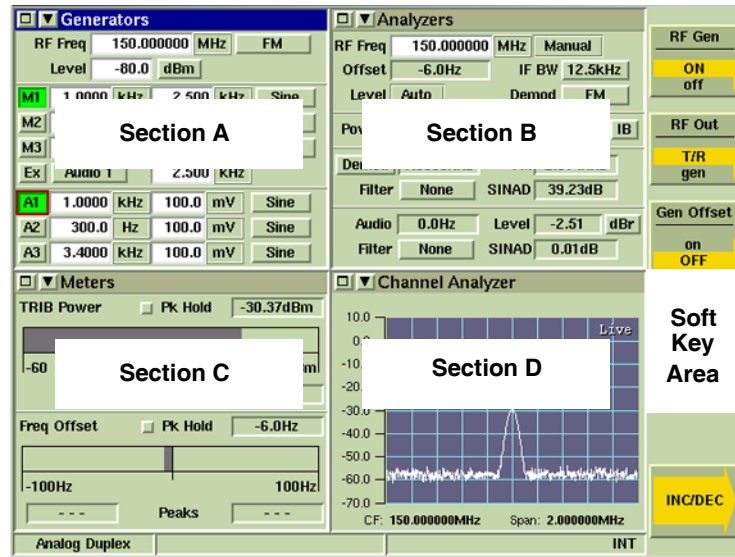 Generators
RF Freq 150.000000 MHz FM
Level -80.0 dBm
M1 1.0000 kHz 2.500 kHz Sine
M2
M3
Section A
Ex Audio 1 2.500 kHz
A1 1.0000 kHz 100.0 mV Sine
A2 300.0 Hz 100.0 mV Sine
A3 3.4000 kHz 100.0 mV Sine
Analyzers
RF Freq 150.000000 MHz Manual
Offset -6.0Hz IF BW 12.5kHz
Level Auto Demod FM
Section B
IB
Filter None SINAD 39.23dB
Audio 0.0Hz Level -2.51 dBr
Filter None SINAD 0.01dB
RF Gen
ON
off
RF Out
T/R
gen
Gen Offset
on
OFF
Soft
Key
Area
INC/DEC
Meters
TRIB Power Pk Hold -30.37dBm
-60
Section C
Freq Offset Pk Hold -6.0Hz
-100Hz 100Hz
--- Peaks ---
Channel Analyzer
Live
10.0
-10.
-20.
-30.0
-40.0
-50.0
-60.0
-70.0
Section D
CF: 150.000000MHz Span: 2.000000MHz
Analog Duplex INT